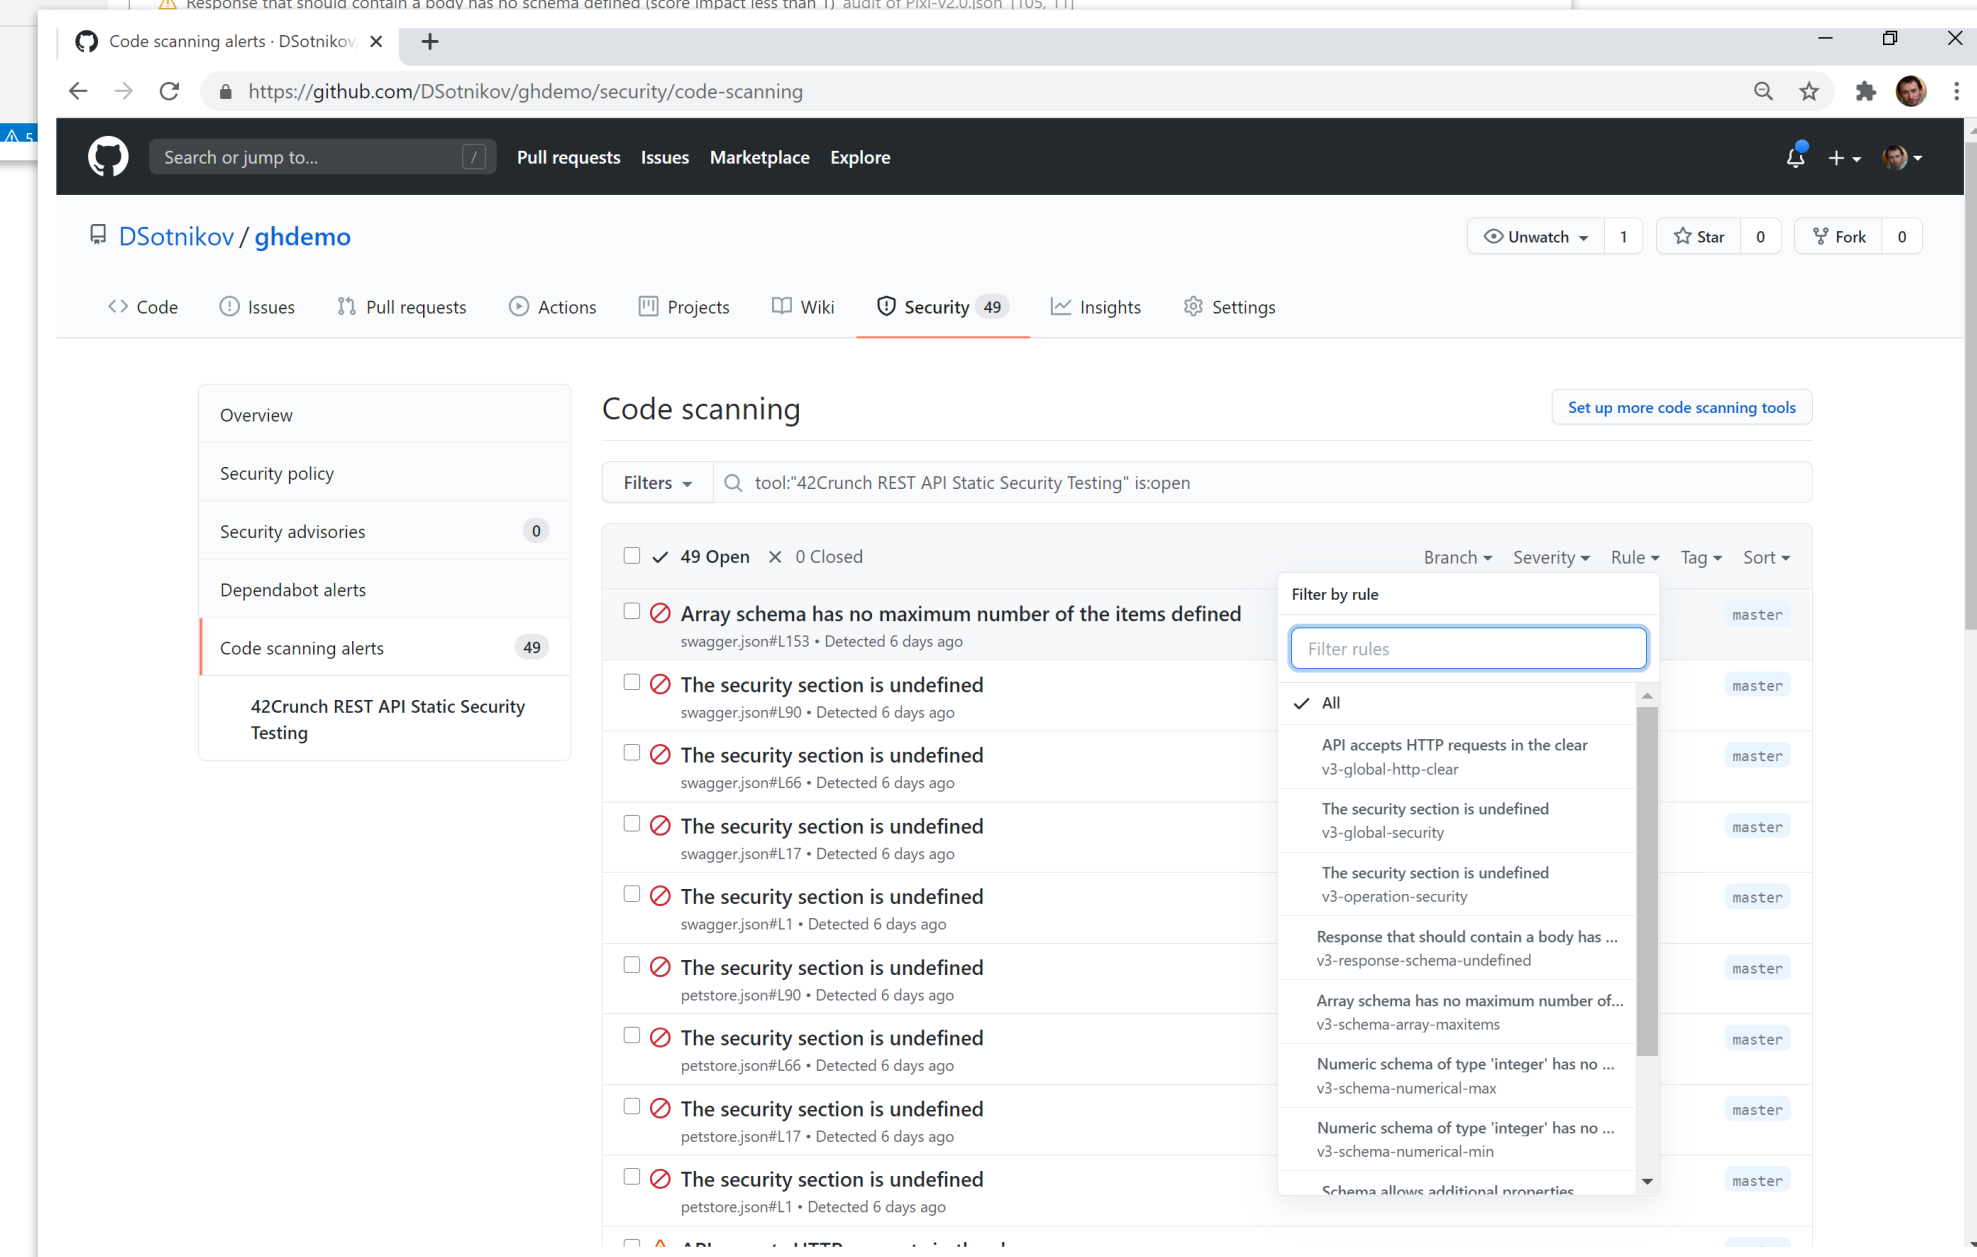 Response that should contain a body has no schema defined (score impact less than 1) audit of Pixi-v2.0.json [105, 11]
Code scanning alerts · DSotnikov
https://github.com/DSotnikov/ghdemo/security/code-scanning
5
Search or jump to... /
Pull requests Issues Marketplace Explore
DSotnikov / ghdemo
Unwatch 1 Star 0 Fork 0
Code Issues Pull requests Actions Projects Wiki Security 49 Insights Settings
Overview
Security policy
Security advisories 0
Dependabot alerts
Code scanning alerts 49
42Crunch REST API Static Security
Testing
Code scanning
Set up more code scanning tools
Filters tool:"42Crunch REST API Static Security Testing" is:open
49 Open 0 Closed
Branch Severity Rule Tag Sort
Array schema has no maximum number of the items defined
swagger.json#L153 • Detected 6 days ago
master
The security section is undefined
swagger.json#L90 • Detected 6 days ago
master
The security section is undefined
swagger.json#L66 • Detected 6 days ago
master
The security section is undefined
swagger.json#L17 • Detected 6 days ago
master
The security section is undefined
swagger.json#L1 • Detected 6 days ago
master
The security section is undefined
petstore.json#L90 • Detected 6 days ago
master
The security section is undefined
petstore.json#L66 • Detected 6 days ago
master
The security section is undefined
petstore.json#L17 • Detected 6 days ago
master
The security section is undefined
petstore.json#L1 • Detected 6 days ago
master
Filter by rule
Filter rules
All
API accepts HTTP requests in the clear
v3-global-http-clear
The security section is undefined
v3-global-security
The security section is undefined
v3-operation-security
Response that should contain a body has ...
v3-response-schema-undefined
Array schema has no maximum number of...
v3-schema-array-maxitems
Numeric schema of type 'integer' has no ...
v3-schema-numerical-max
Numeric schema of type 'integer' has no ...
v3-schema-numerical-min
Schema allows additional properties